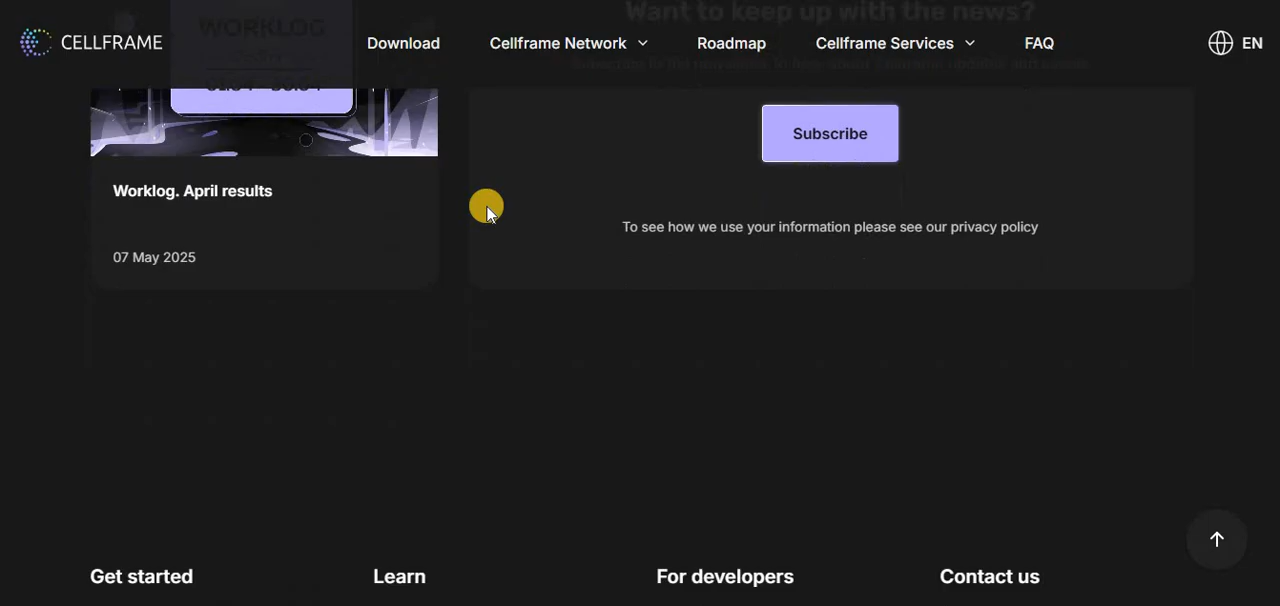 Want to keep up with the news?
WORKLOG
CELLFRAME
Download
Cellframe Network
Roadmap
Cellframe Services
FAQ
EN
Subscribe
Worklog. April results
To see how we use your information please see our privacy policy
07 May 2025
Get started
Learn
For developers
Contact us